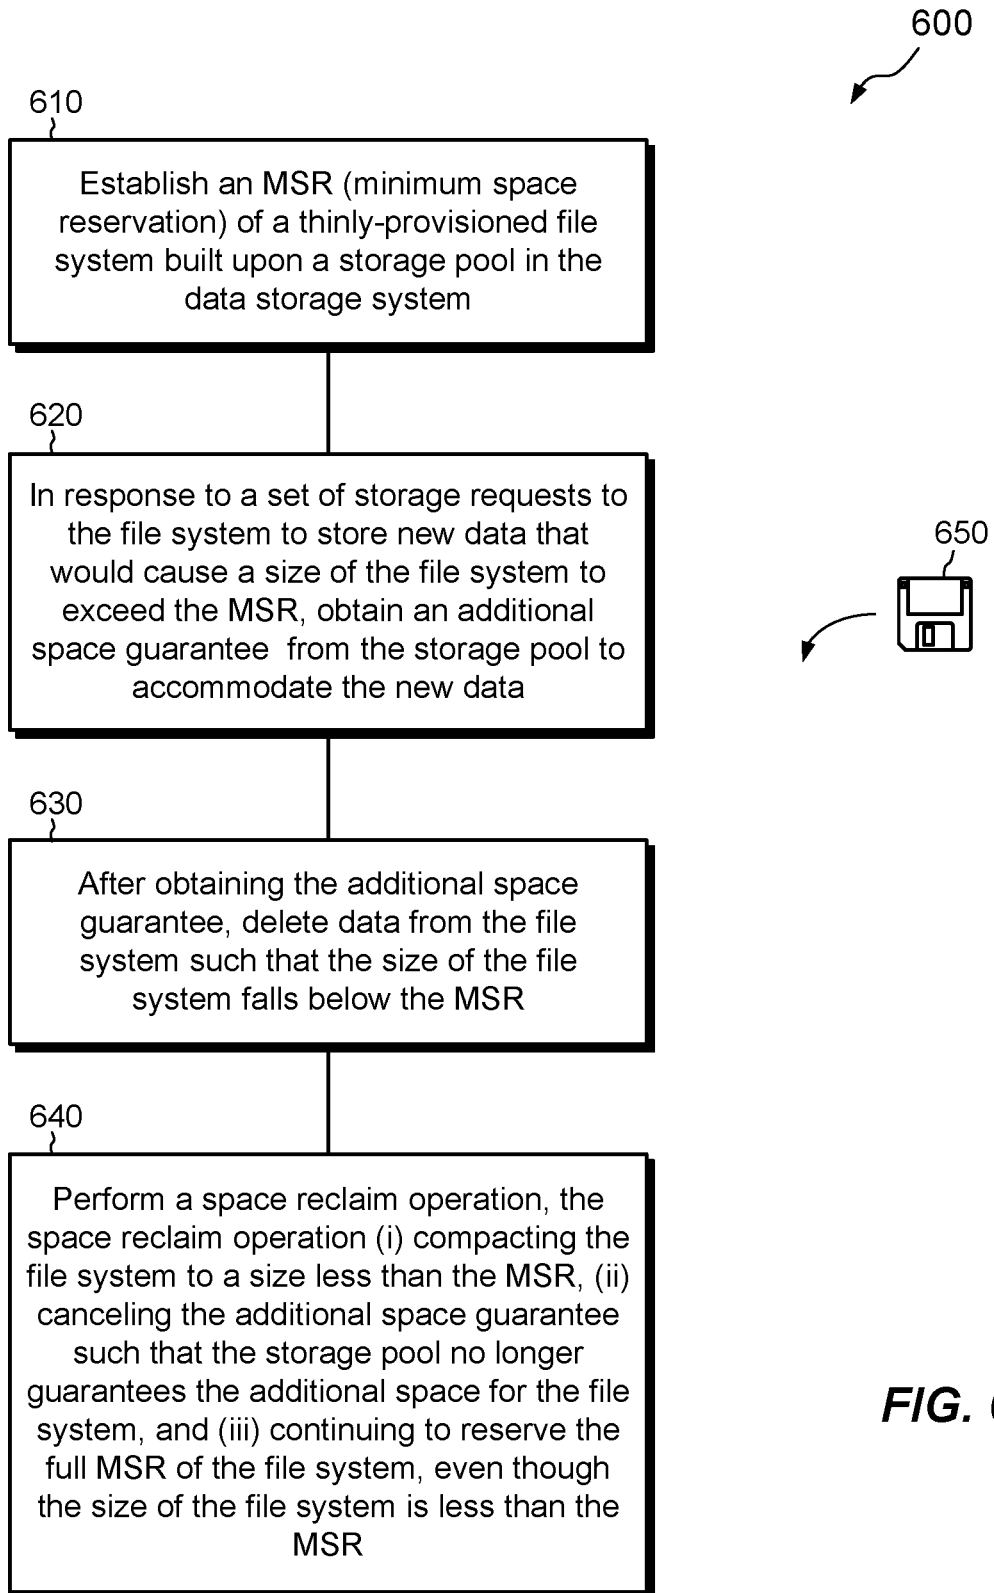 600
610
Establish an MSR (minimum space
reservation) of a thinly-provisioned file
system built upon a storage pool in the
data storage system
620
In response to a set of storage requests to
the file system to store new data that
would cause a size of the file system to
exceed the MSR, obtain an additional
space guarantee from the storage pool to
accommodate the new data
650
630
After obtaining the additional space
guarantee, delete data from the file
system such that the size of the file
system falls below the MSR
640
Perform a space reclaim operation, the
space reclaim operation (i) compacting the
file system to a size less than the MSR, (ii)
canceling the additional space guarantee
such that the storage pool no longer
guarantees the additional space for the file
system, and (iii) continuing to reserve the
full MSR of the file system, even though
the size of the file system is less than the
MSR
FIG.